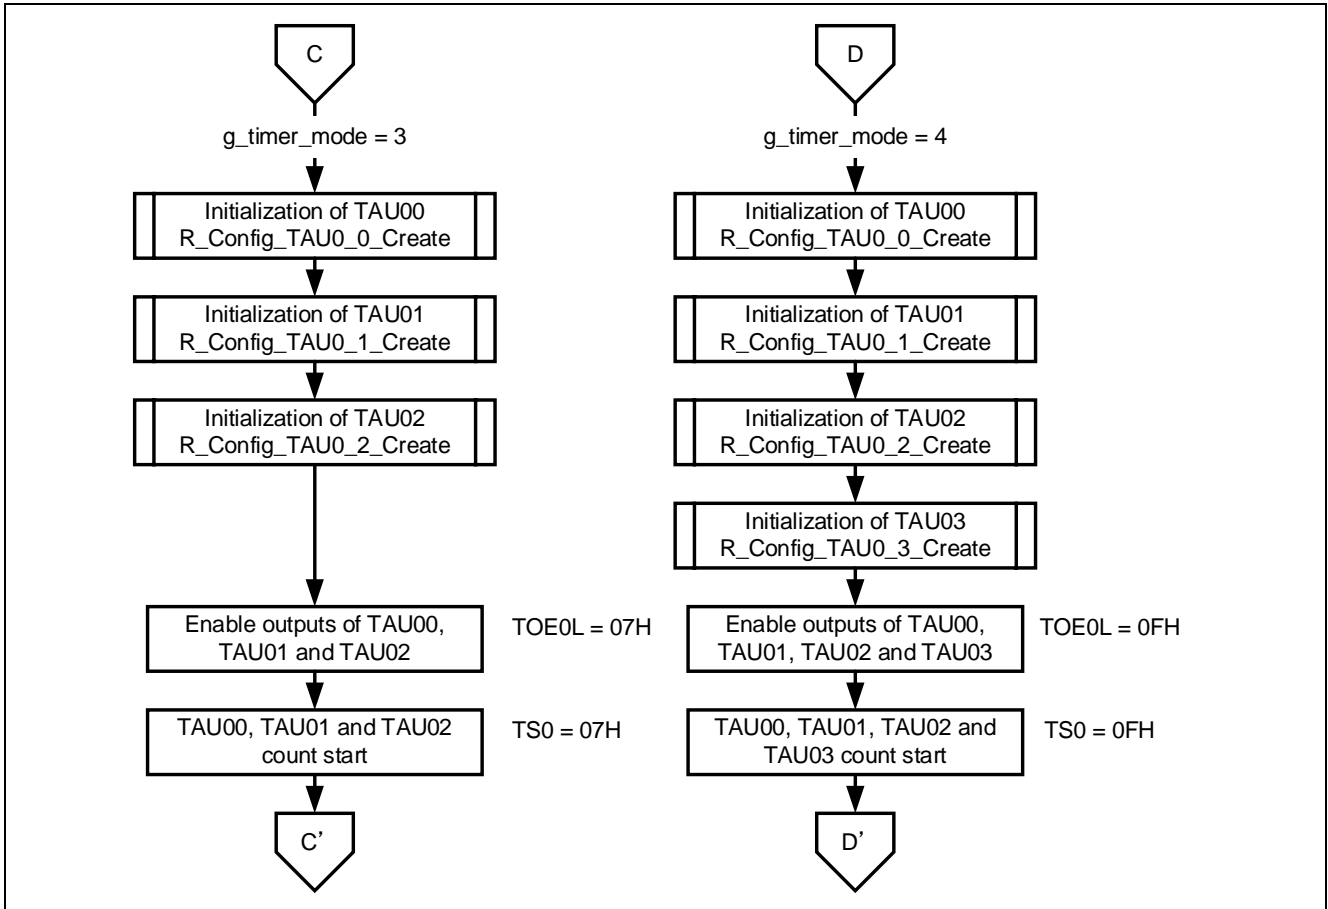 C
g_timer_mode = 3
Initialization of TAU00
R_Config_TAU0_0_Create
Initialization of TAU01
R_Config_TAU0_1_Create
Initialization of TAU02
R_Config_TAU0_2_Create
Enable outputs of TAU00,
TAU01 and TAU02
TOE0L = 07H
TAU00, TAU01 and TAU02
count start
TS0 = 07H
C’
D
g_timer_mode = 4
Initialization of TAU00
R_Config_TAU0_0_Create
Initialization of TAU01
R_Config_TAU0_1_Create
Initialization of TAU02
R_Config_TAU0_2_Create
Initialization of TAU03
R_Config_TAU0_3_Create
Enable outputs of TAU00,
TAU01, TAU02 and TAU03
TOE0L = 0FH
TAU00, TAU01, TAU02 and
TAU03 count start
TS0 = 0FH
D’